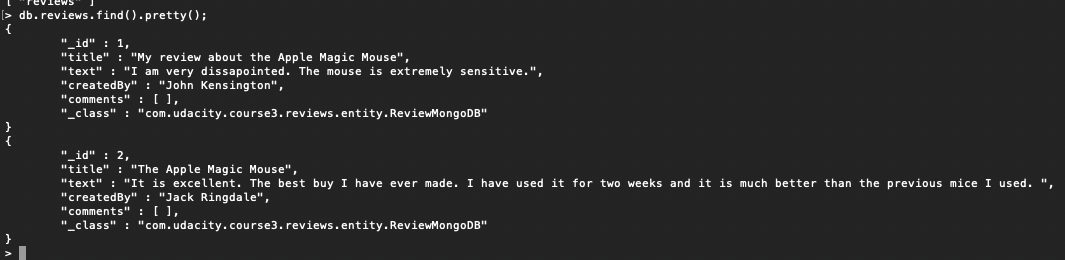 [ "reviews" ]
[> db.reviews.find().pretty();
{
"_id" : 1,
"title" : "My review about the Apple Magic Mouse",
"text" : "I am very dissapointed. The mouse is extremely sensitive.",
"createdBy" : "John Kensington",
"comments" : [ ],
"_class" : "com.udacity.course3.reviews.entity.ReviewMongoDB"
}
{
"_id" : 2,
"title" : "The Apple Magic Mouse",
"text" : "It is excellent. The best buy I have ever made. I have used it for two weeks and it is much better than the previous mice I used. ",
"createdBy" : "Jack Ringdale",
"comments" : [ ],
"_class" : "com.udacity.course3.reviews.entity.ReviewMongoDB"
}
>